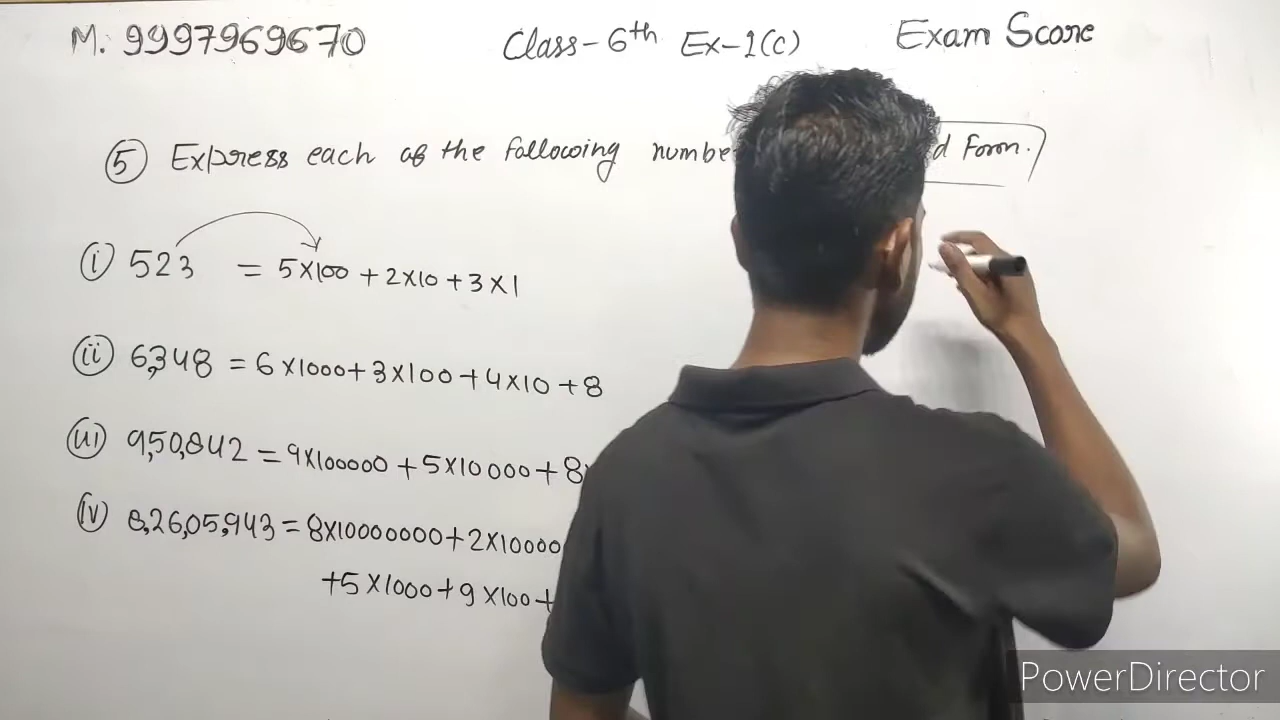 M. 9997969670 Class-6th Ex-1(c) Exam Score
(5) Express each of the following numbe d Form.
(i) 523 = 5×100 + 2×10 + 3×1
(ii) 6,348 = 6×1000+3×100+4×10+8
(iii) 9,50,842 = 9×100000 + 5×10000 + 8
(iv) 8,26,05,943 = 8×10000000+2×10000
+5×1000+9×100+
PowerDirector